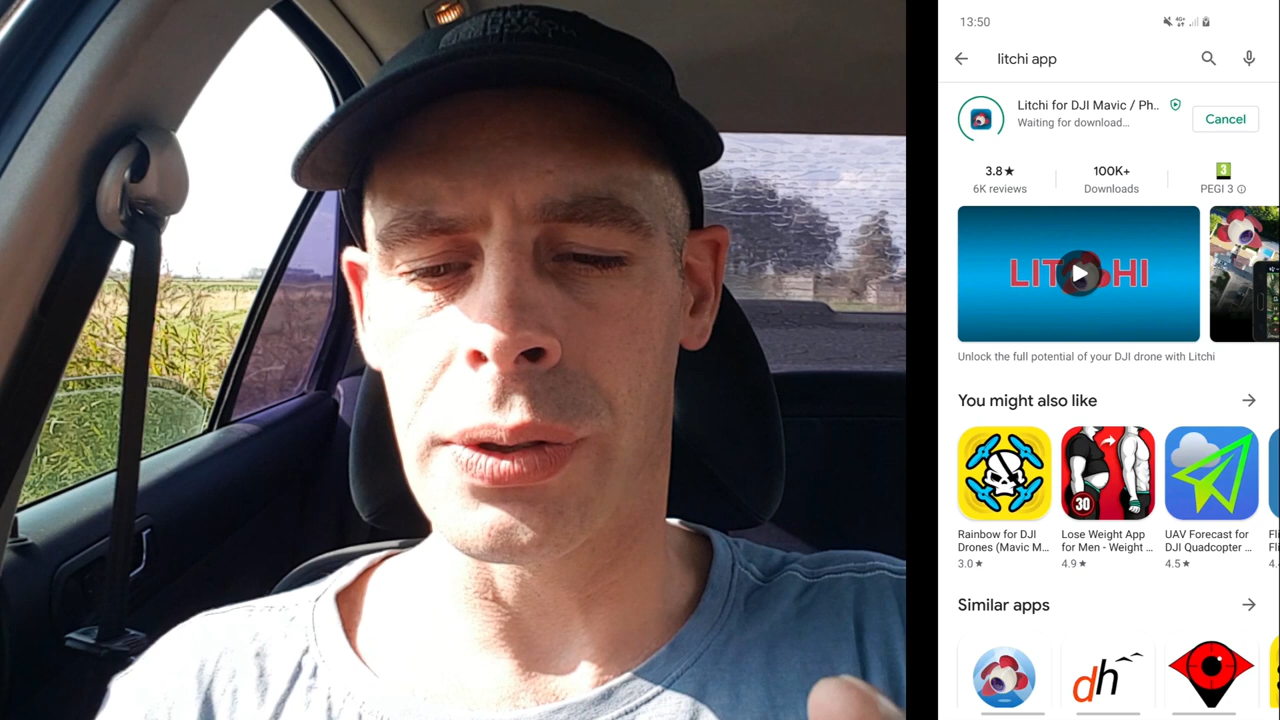 13:50
4G+
litchi app
Litchi for DJI Mavic / Ph..
Waiting for download...
Cancel
3.8★
6K reviews
100K+
Downloads
3
PEGI 3
LITCHI
Unlock the full potential of your DJI drone with Litchi
You might also like
30
Rainbow for DJI
Drones (Mavic M...
3.0★
Lose Weight App
for Men - Weight ...
4.9★
UAV Forecast for
DJI Quadcopter ...
4.5★
Similar apps
dh